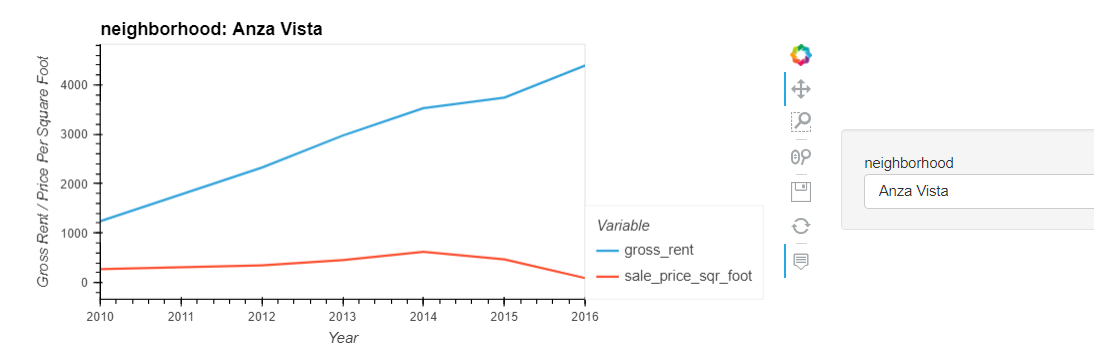 neighborhood: Anza Vista
Gross Rent / Price Per Square Foot
4000
3000
2000
1000
0
2010 2011 2012 2013 2014 2015 2016
Year
Variable
gross_rent
sale_price_sqr_foot
neighborhood
Anza Vista